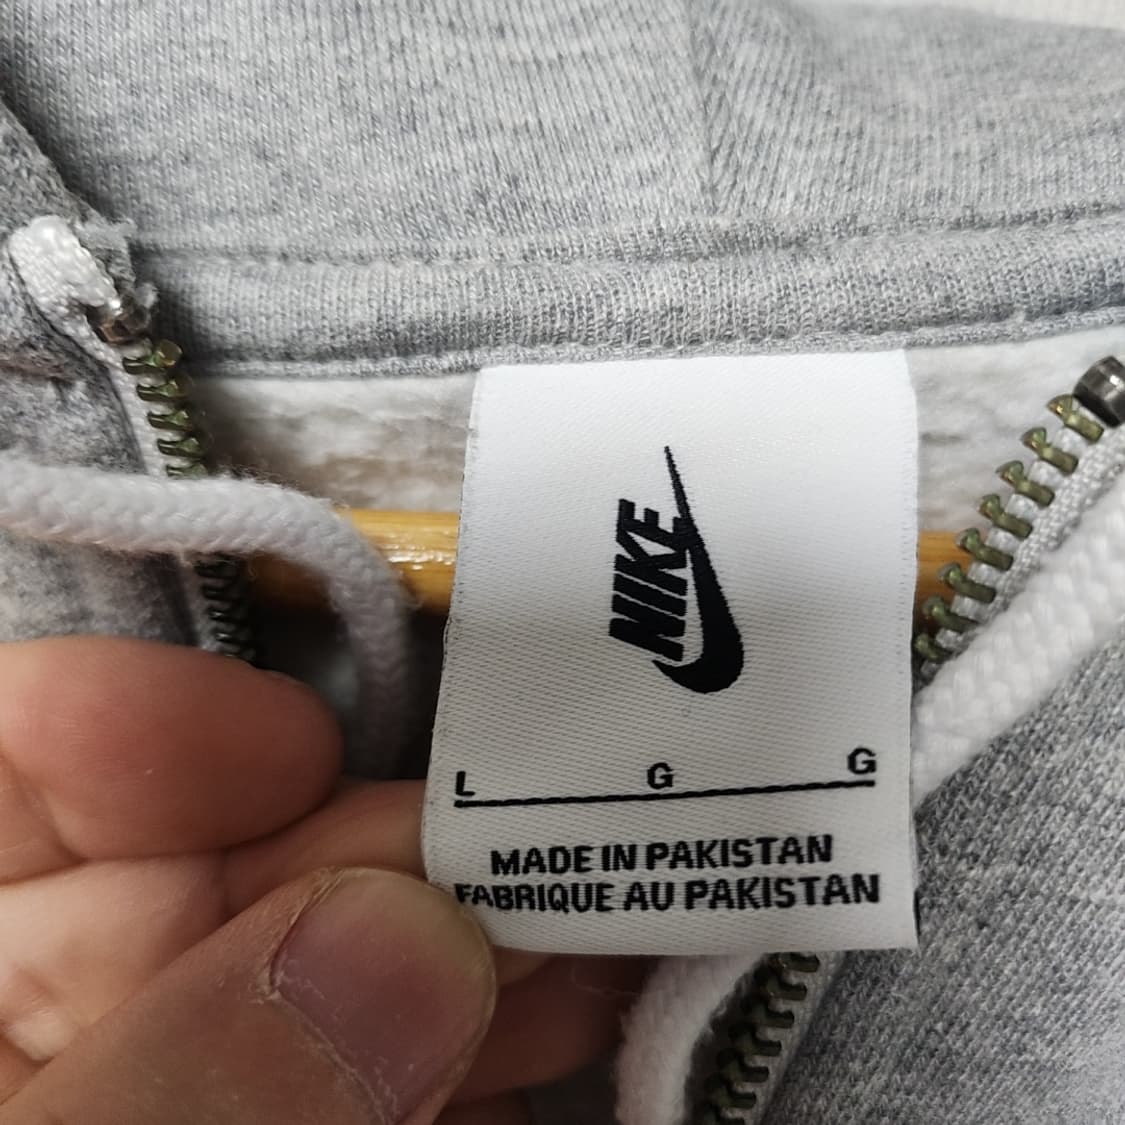 NIKE
L G G
MADE IN PAKISTAN
FABRIQUE AU PAKISTAN